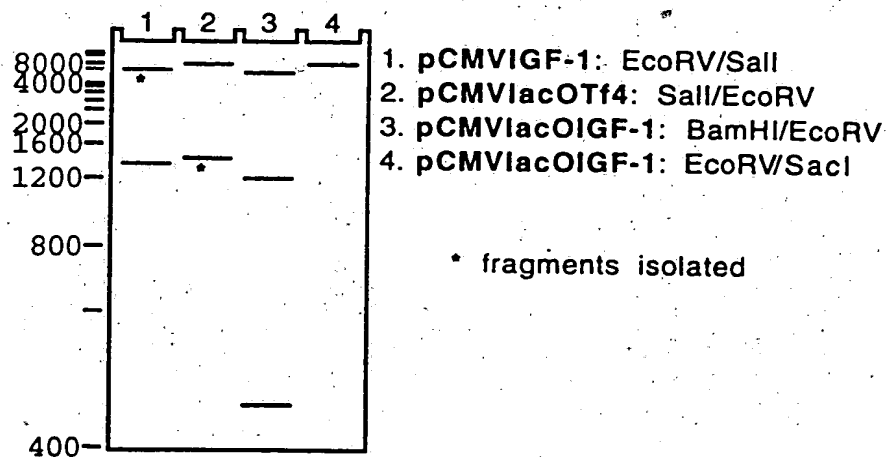 1 2 3 4
8000
4000
2000
1600
1200
800
400
1. pCMVIGF-1: EcoRV/SalI
2. pCMVlacOTf4: SalI/EcoRV
3. pCMVlacOIGF-1: BamHI/EcoRV
4. pCMVlacOIGF-1: EcoRV/SacI
* fragments isolated
*
*